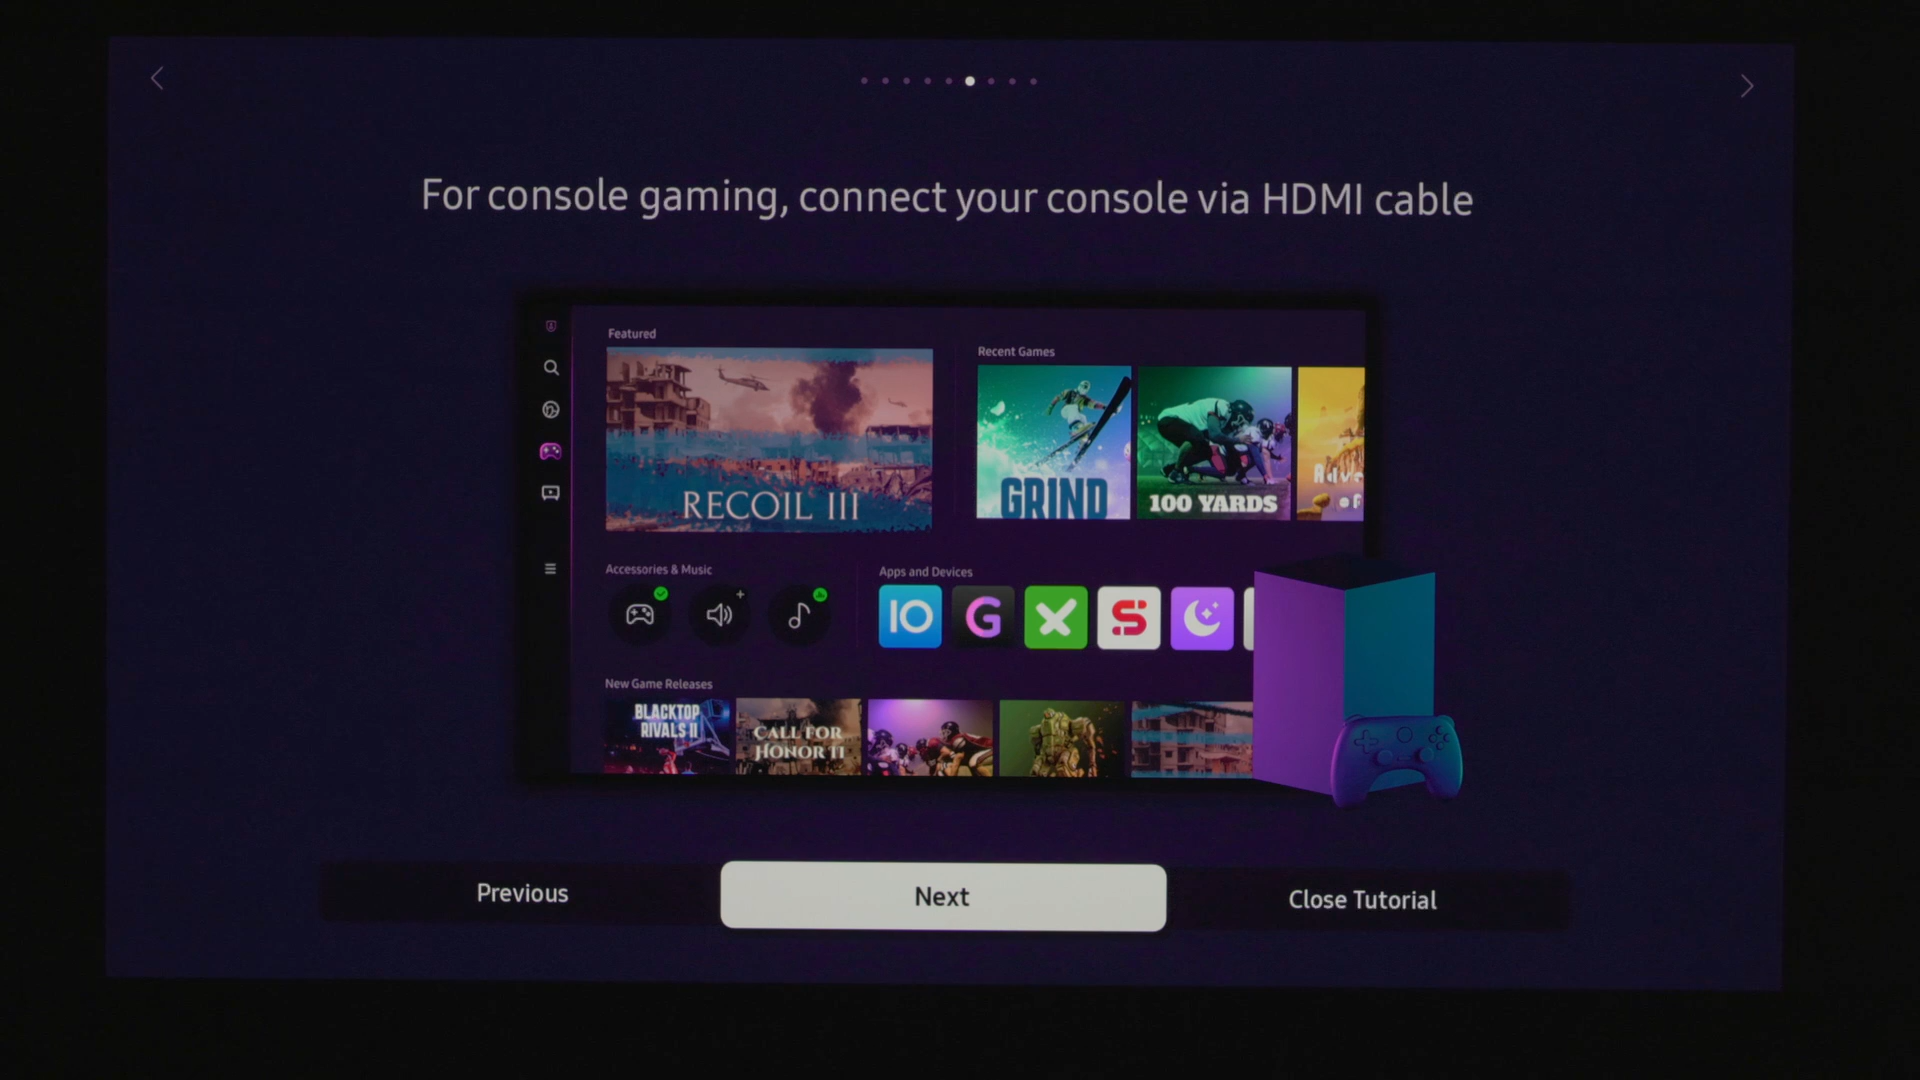 For console gaming, connect your console via HDMI cable
Featured
RECOIL III
Recent Games
GRIND
100 YARDS
Accessories & Music
Apps and Devices
IO
G
X
S
New Game Releases
BLACKTOP
RIVALS II
CALL FOR
HONOR II
Previous
Next
Close Tutorial